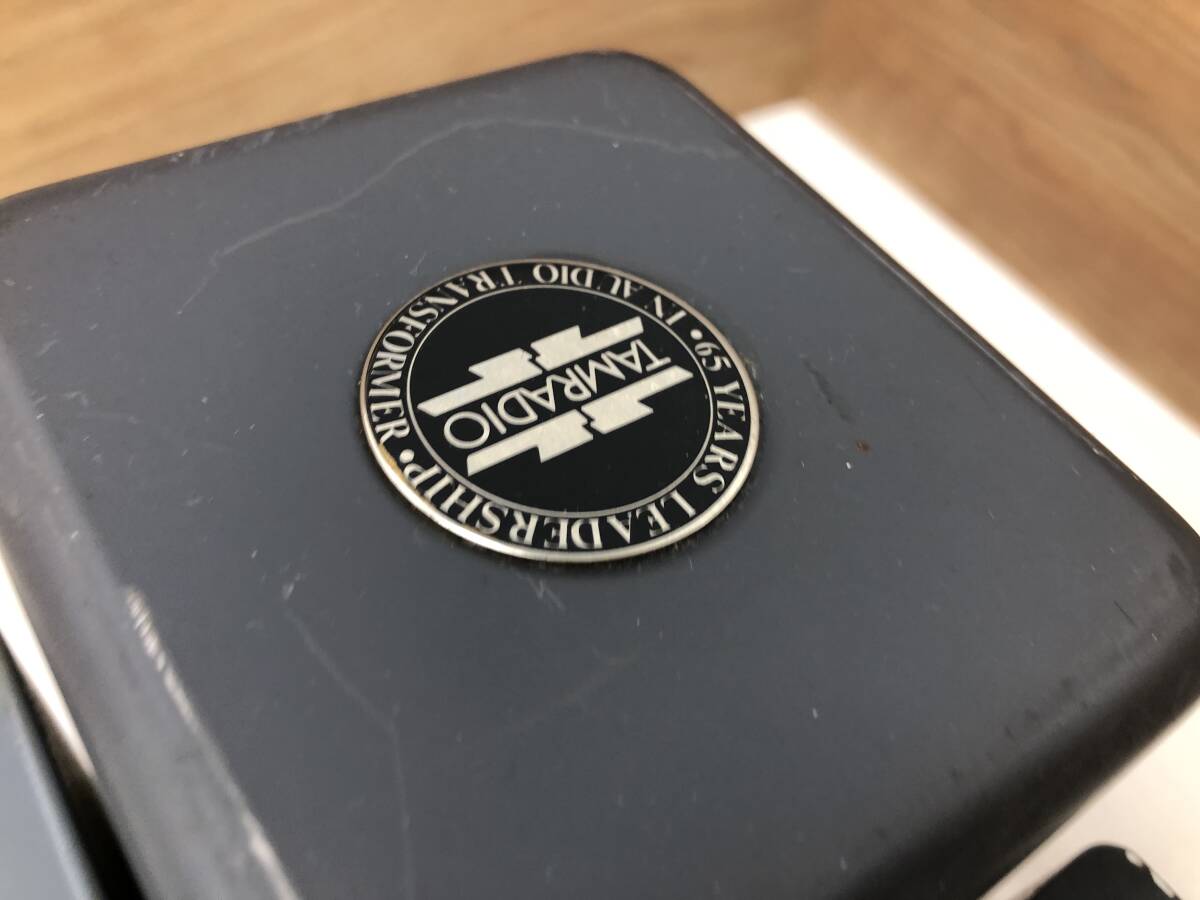 TAMRADIO
• 65 YEARS' LEADERSHIP •
IN AUDIO TRANSFORMER